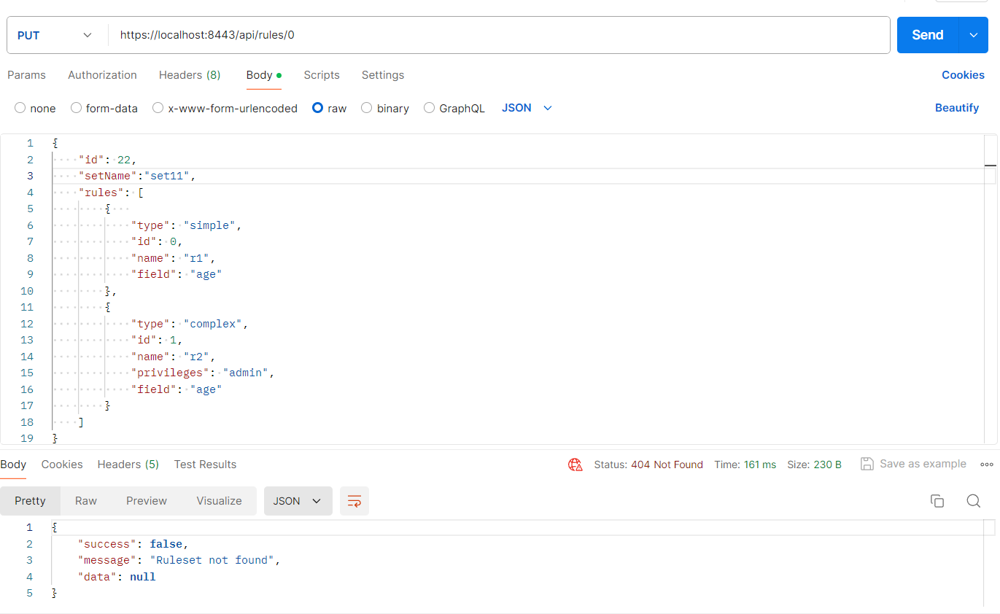 PUT https://localhost:8443/api/rules/0 Send
Params Authorization Headers (8) Body Scripts Settings Cookies
none form-data x-www-form-urlencoded raw binary GraphQL JSON Beautify
1 {
2 "id": 22,
3 "setName":"set11",
4 "rules": [
5 {
6 "type": "simple",
7 "id": 0,
8 "name": "r1",
9 "field": "age"
10 },
11 {
12 "type": "complex",
13 "id": 1,
14 "name": "r2",
15 "privileges": "admin",
16 "field": "age"
17 }
18 ]
19 }
Body Cookies Headers (5) Test Results Status: 404 Not Found Time: 161 ms Size: 230 B Save as example
Pretty Raw Preview Visualize JSON
1 {
2 "success": false,
3 "message": "Ruleset not found",
4 "data": null
5 }